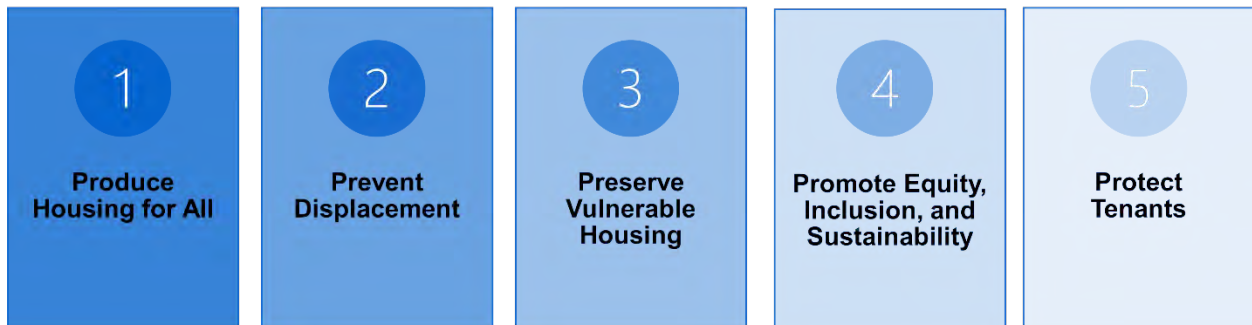 1
Produce
Housing for All
2
Prevent
Displacement
3
Preserve
Vulnerable
Housing
4
Promote Equity,
Inclusion, and
Sustainability
5
Protect
Tenants